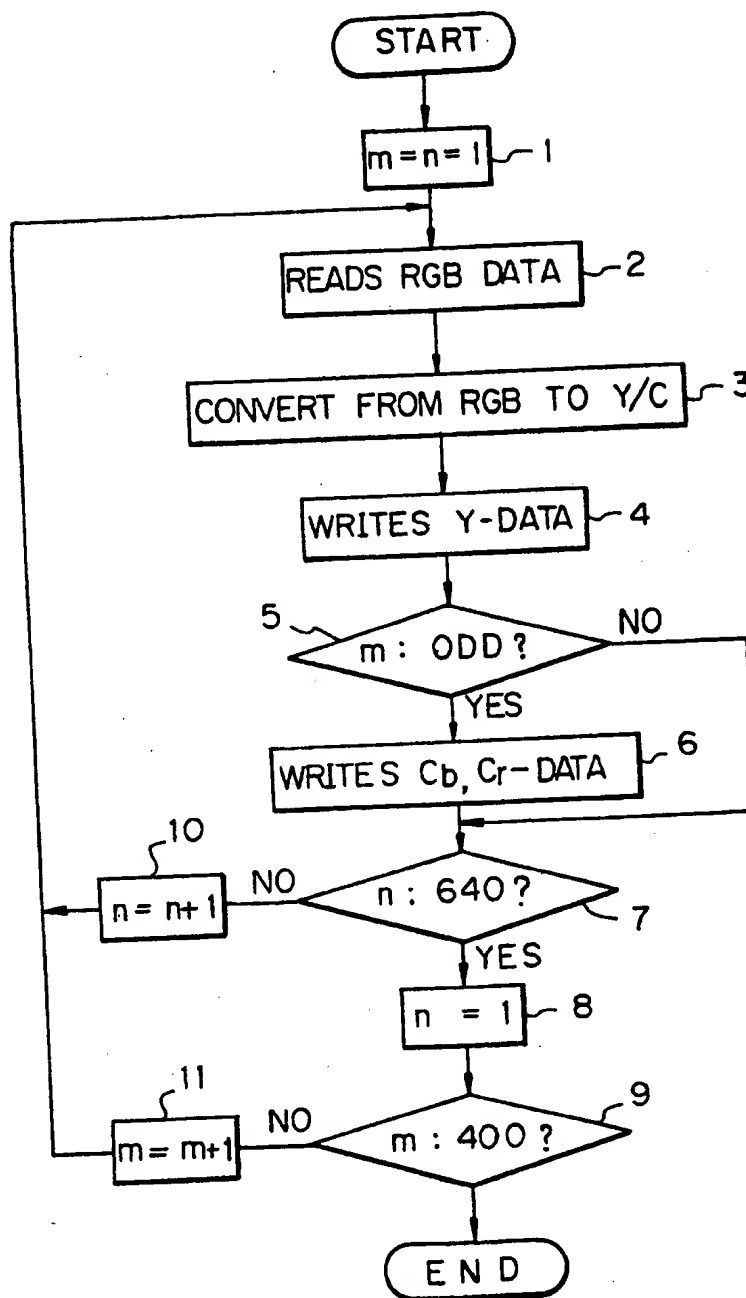 START
m = n = 1
1
READS RGB DATA
2
CONVERT FROM RGB TO Y/C
3
WRITES Y-DATA
4
5
m : ODD?
NO
YES
WRITES Cb, Cr-DATA
6
10
n = n+1
NO
n : 640?
7
YES
n = 1
8
11
m = m+1
NO
m : 400?
9
END